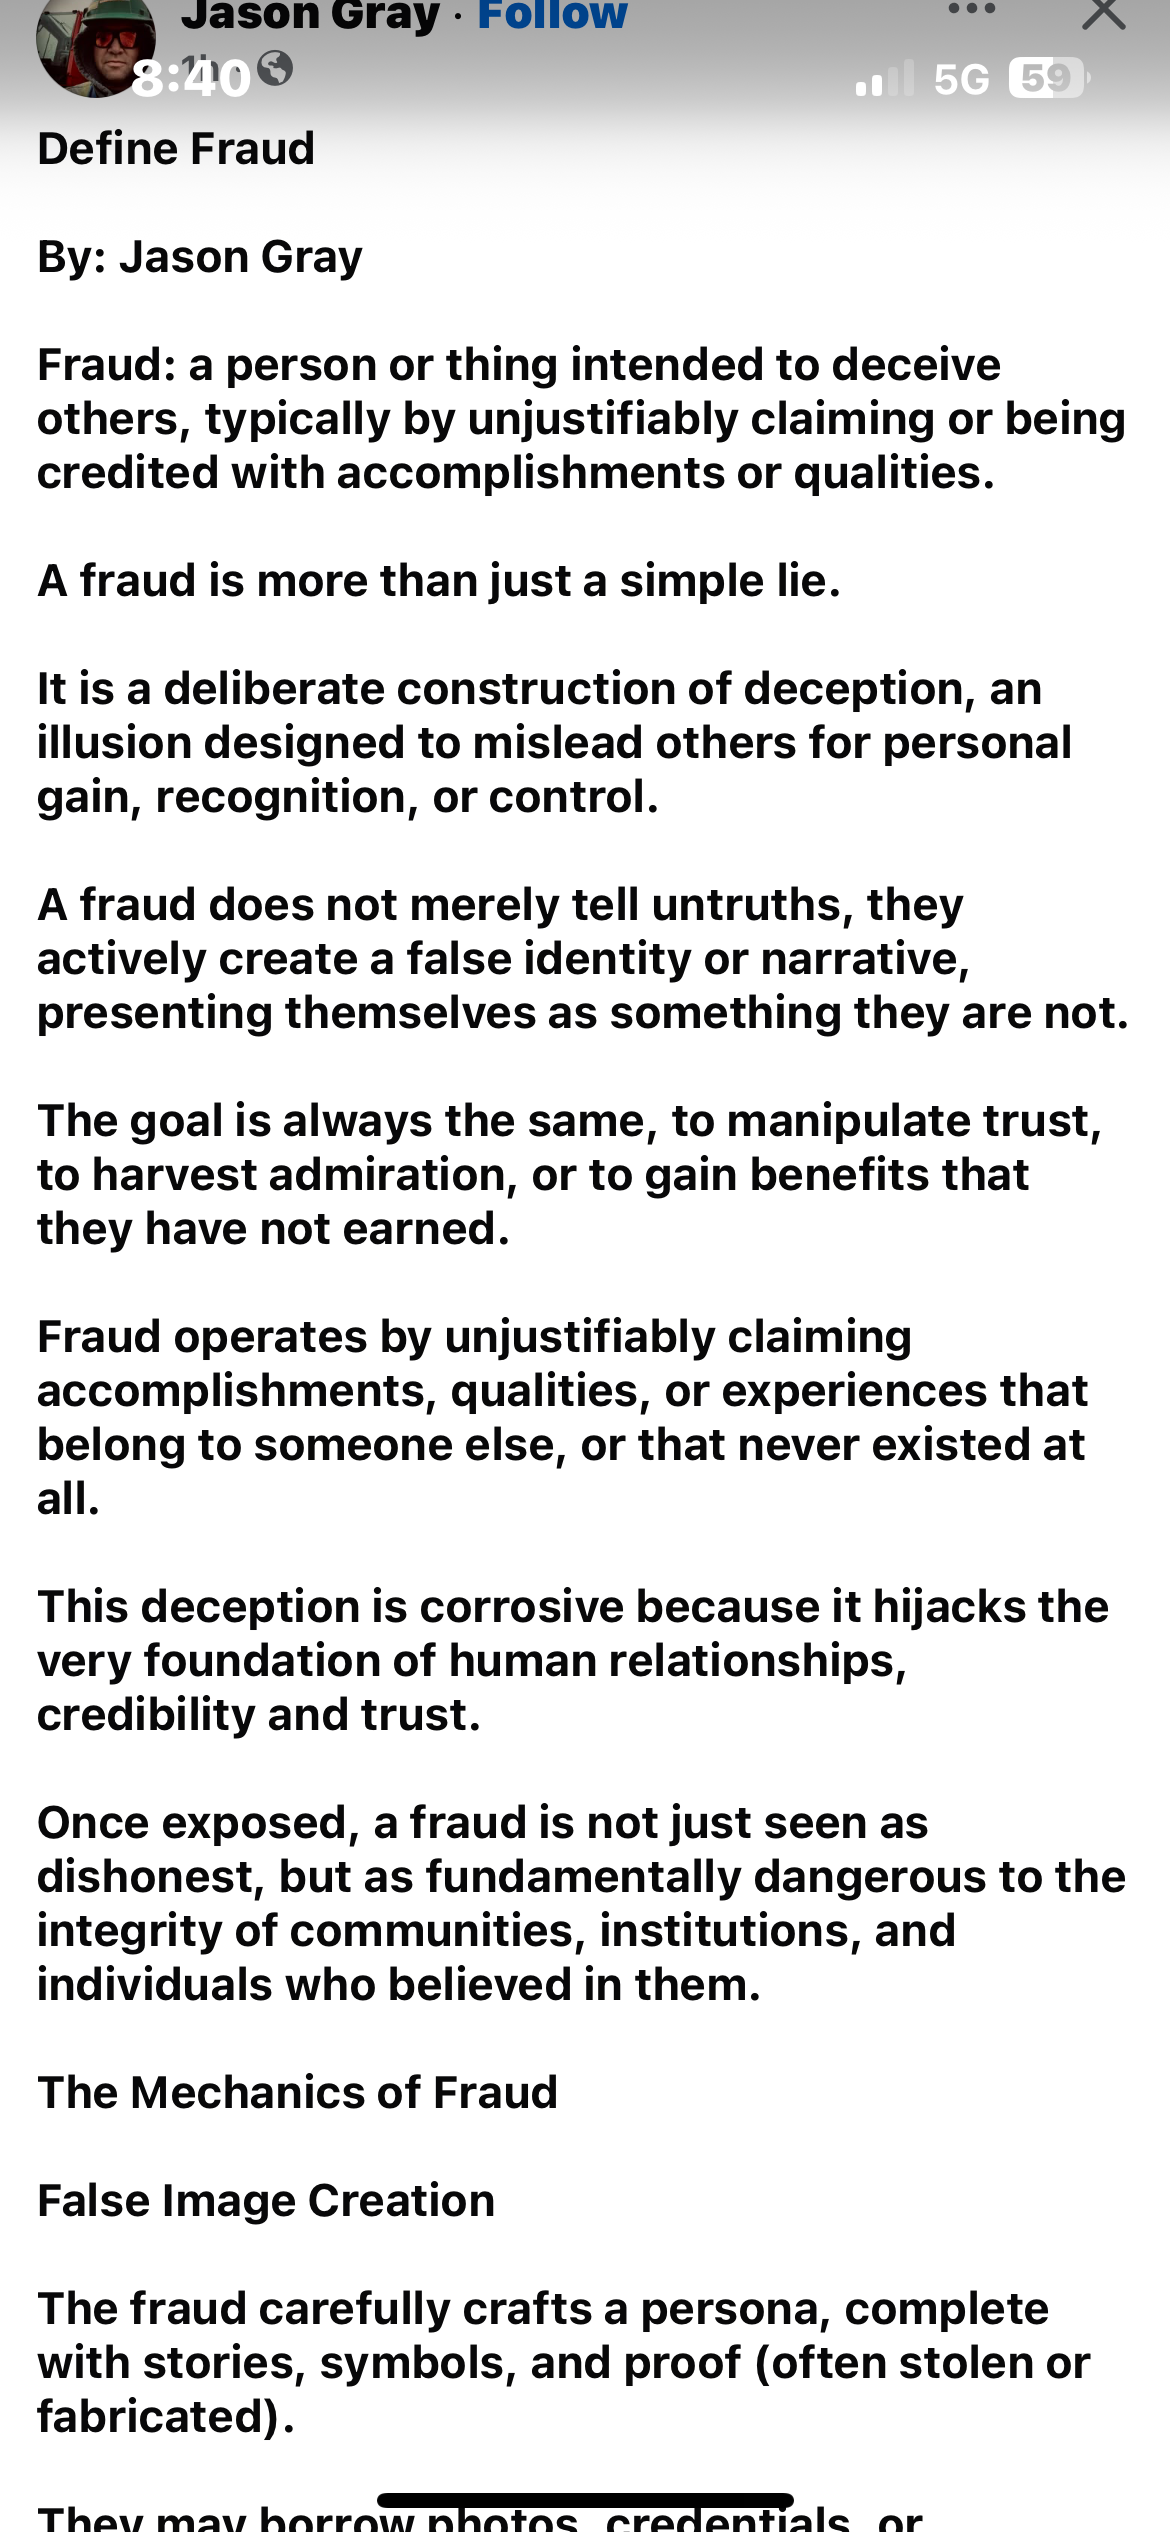 Jason Gray · Follow
1h ·
8:40
5G 59
Define Fraud
By: Jason Gray
Fraud: a person or thing intended to deceive
others, typically by unjustifiably claiming or being
credited with accomplishments or qualities.
A fraud is more than just a simple lie.
It is a deliberate construction of deception, an
illusion designed to mislead others for personal
gain, recognition, or control.
A fraud does not merely tell untruths, they
actively create a false identity or narrative,
presenting themselves as something they are not.
The goal is always the same, to manipulate trust,
to harvest admiration, or to gain benefits that
they have not earned.
Fraud operates by unjustifiably claiming
accomplishments, qualities, or experiences that
belong to someone else, or that never existed at
all.
This deception is corrosive because it hijacks the
very foundation of human relationships,
credibility and trust.
Once exposed, a fraud is not just seen as
dishonest, but as fundamentally dangerous to the
integrity of communities, institutions, and
individuals who believed in them.
The Mechanics of Fraud
False Image Creation
The fraud carefully crafts a persona, complete
with stories, symbols, and proof (often stolen or
fabricated).
They may borrow photos, credentials, or